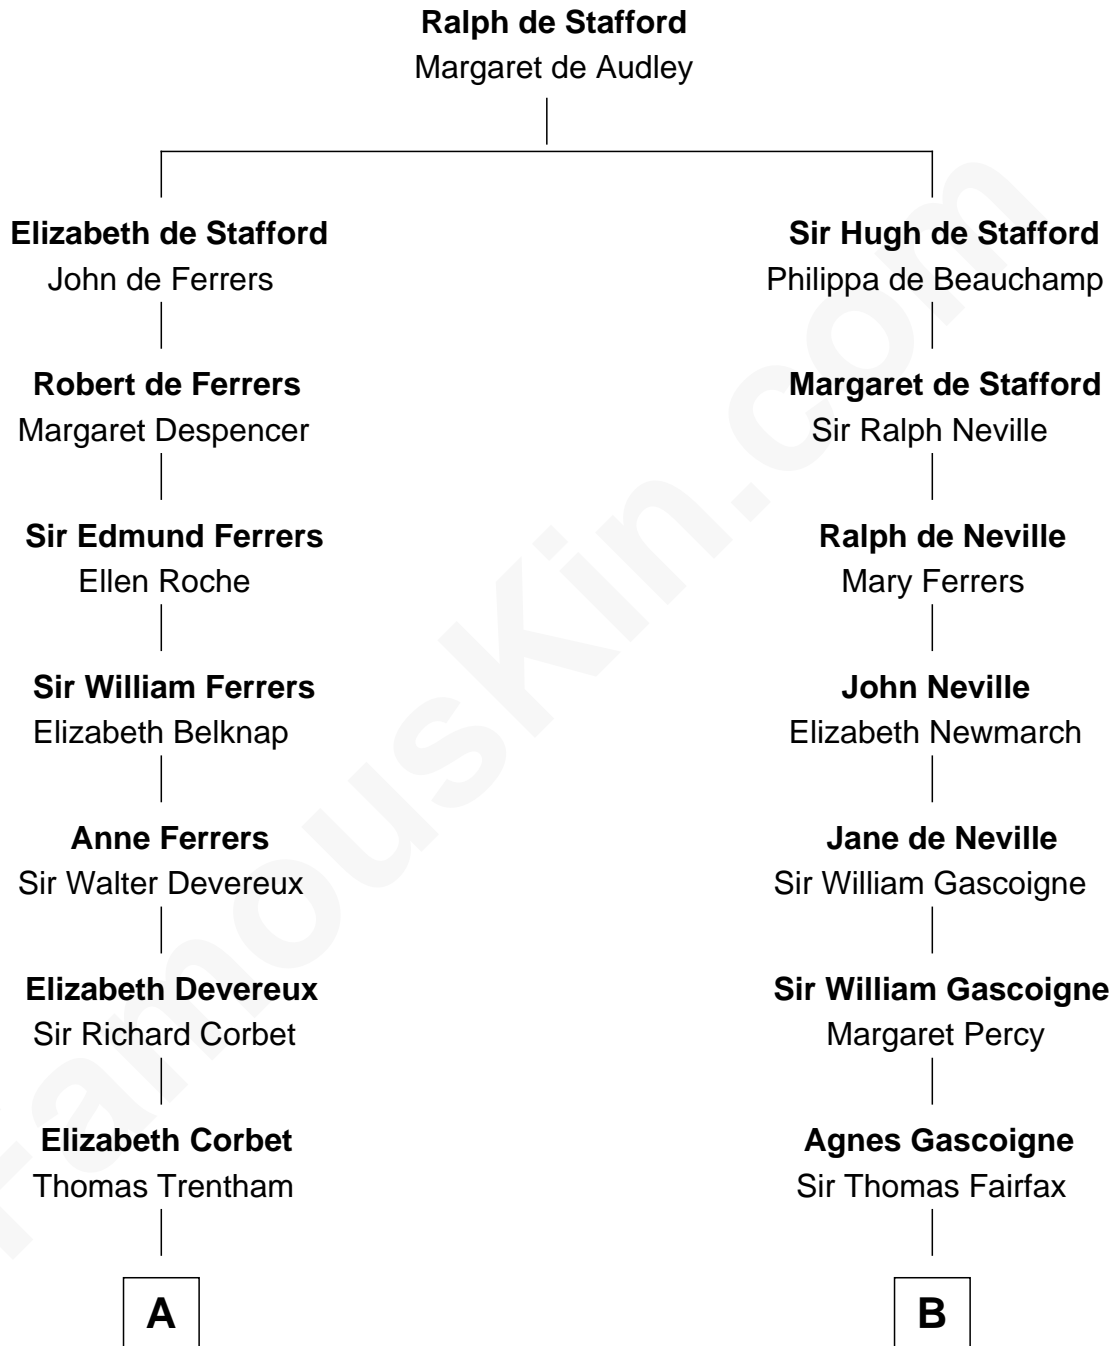 Ralph de Stafford
Margaret de Audley
Elizabeth de Stafford
John de Ferrers
Sir Hugh de Stafford
Philippa de Beauchamp
Robert de Ferrers
Margaret Despencer
Margaret de Stafford
Sir Ralph Neville
Sir Edmund Ferrers
Ellen Roche
Ralph de Neville
Mary Ferrers
Sir William Ferrers
Elizabeth Belknap
John Neville
Elizabeth Newmarch
Anne Ferrers
Sir Walter Devereux
Jane de Neville
Sir William Gascoigne
Elizabeth Devereux
Sir Richard Corbet
Sir William Gascoigne
Margaret Percy
Elizabeth Corbet
Thomas Trentham
Agnes Gascoigne
Sir Thomas Fairfax
A
B
FamousKin.com